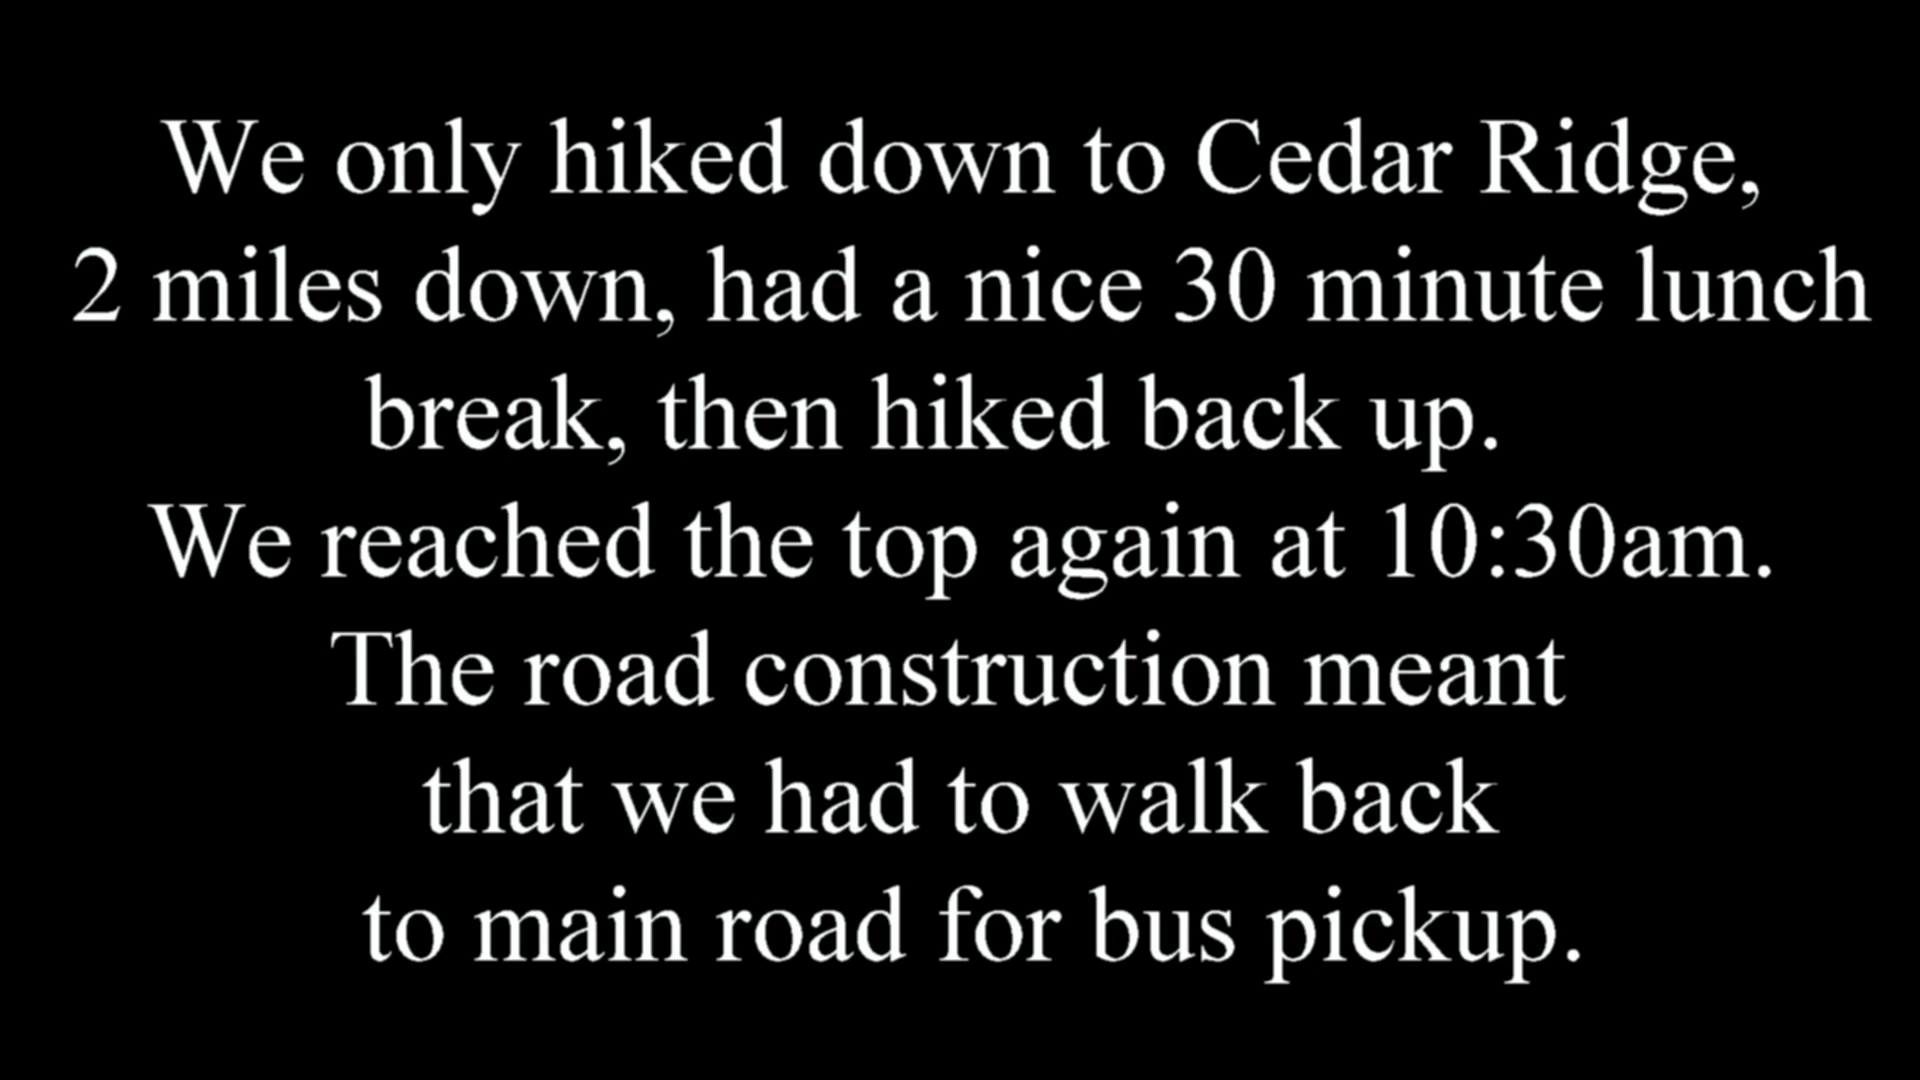 We only hiked down to Cedar Ridge,
2 miles down, had a nice 30 minute lunch
break, then hiked back up.
We reached the top again at 10:30am.
The road construction meant
that we had to walk back
to main road for bus pickup.